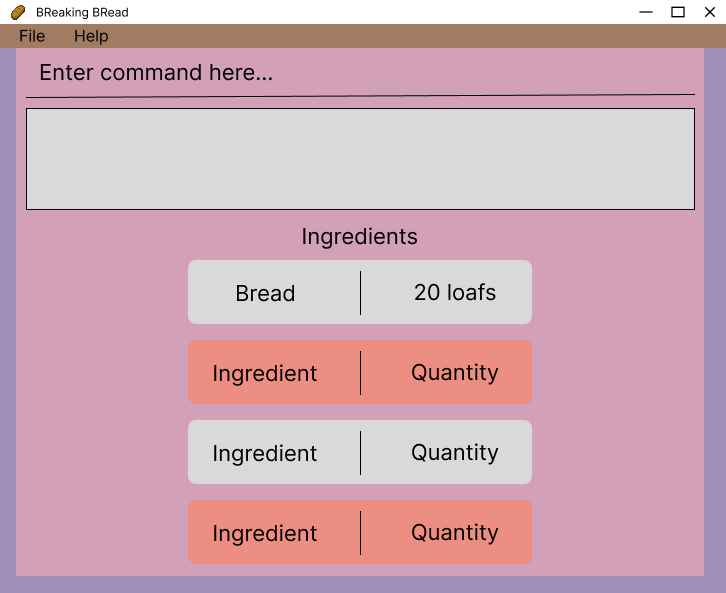 BReaking BRead
File Help
Enter command here...
Ingredients
Bread 20 loafs
Ingredient Quantity
Ingredient Quantity
Ingredient Quantity